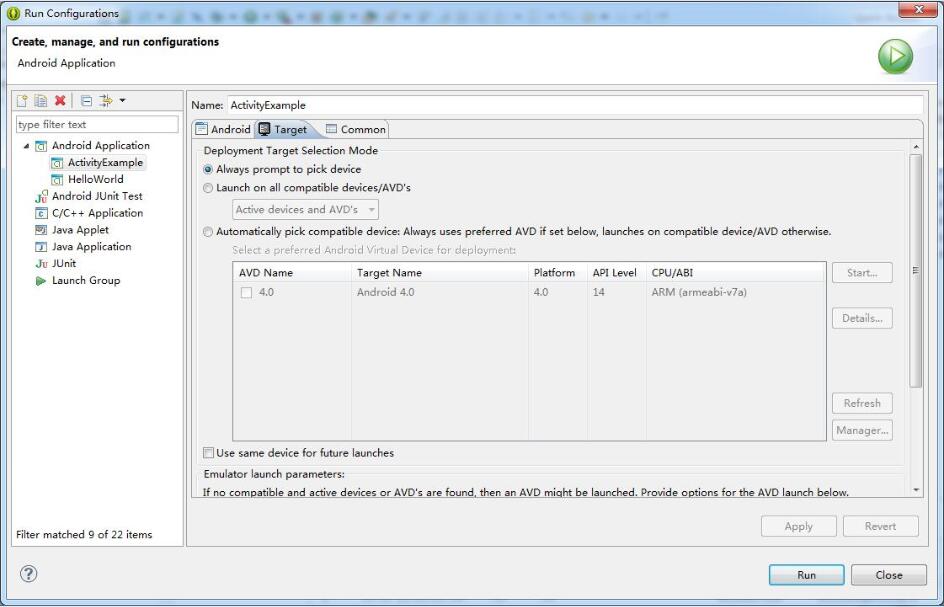 Run Configurations
Create, manage, and run configurations
Android Application
type filter text
Android Application
ActivityExample
HelloWorld
Android JUnit Test
C/C++ Application
Java Applet
Java Application
JUnit
Launch Group
Filter matched 9 of 22 items
Name: ActivityExample
Android Target Common
Deployment Target Selection Mode
Always prompt to pick device
Launch on all compatible devices/AVD's
Active devices and AVD's
Automatically pick compatible device: Always uses preferred AVD if set below, launches on compatible device/AVD otherwise.
Select a preferred Android Virtual Device for deployment:
AVD Name Target Name Platform API Level CPU/ABI
4.0 Android 4.0 4.0 14 ARM (armeabi-v7a)
Start...
Details...
Refresh
Manager...
Use same device for future launches
Emulator launch parameters:
If no compatible and active devices or AVD's are found, then an AVD might be launched. Provide options for the AVD launch below.
Apply Revert
Run Close